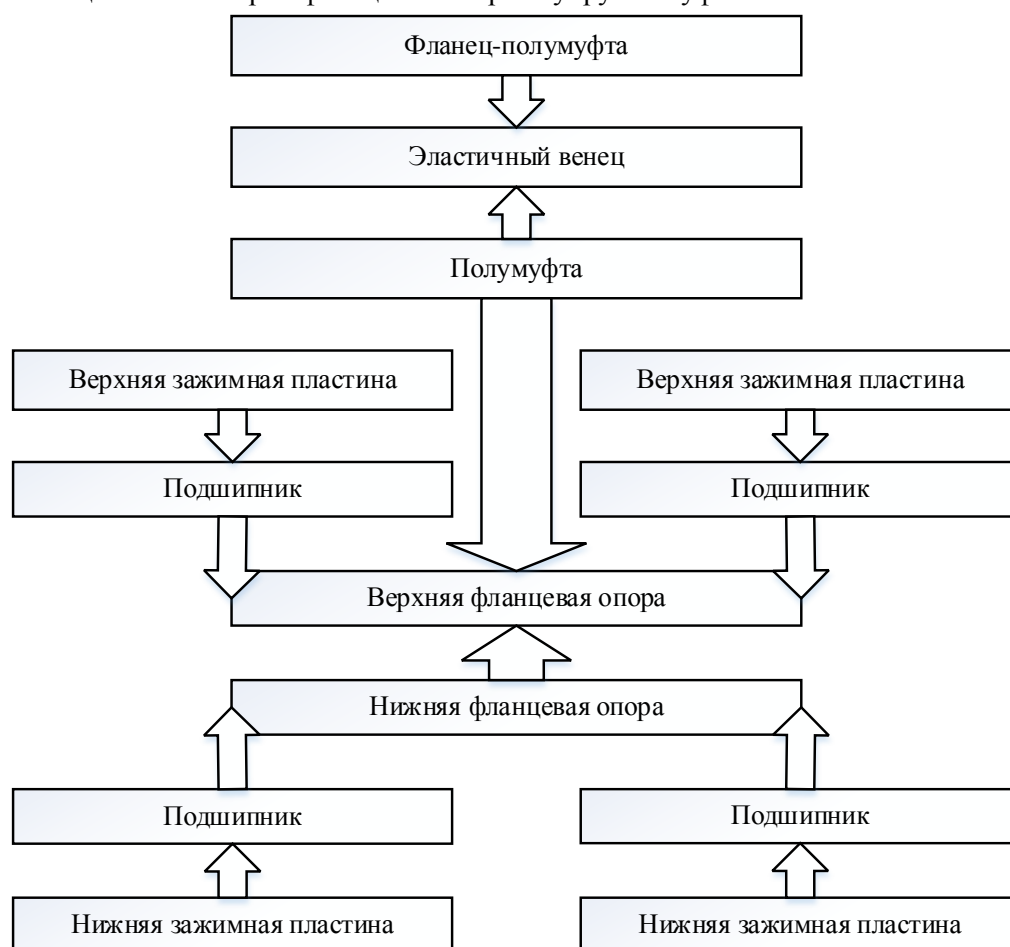 Фланец-полумуфта
Эластичный венец
Полумуфта
Верхняя зажимная пластина
Верхняя зажимная пластина
Подшипник
Подшипник
Верхняя фланцевая опора
Нижняя фланцевая опора
Подшипник
Подшипник
Нижняя зажимная пластина
Нижняя зажимная пластина